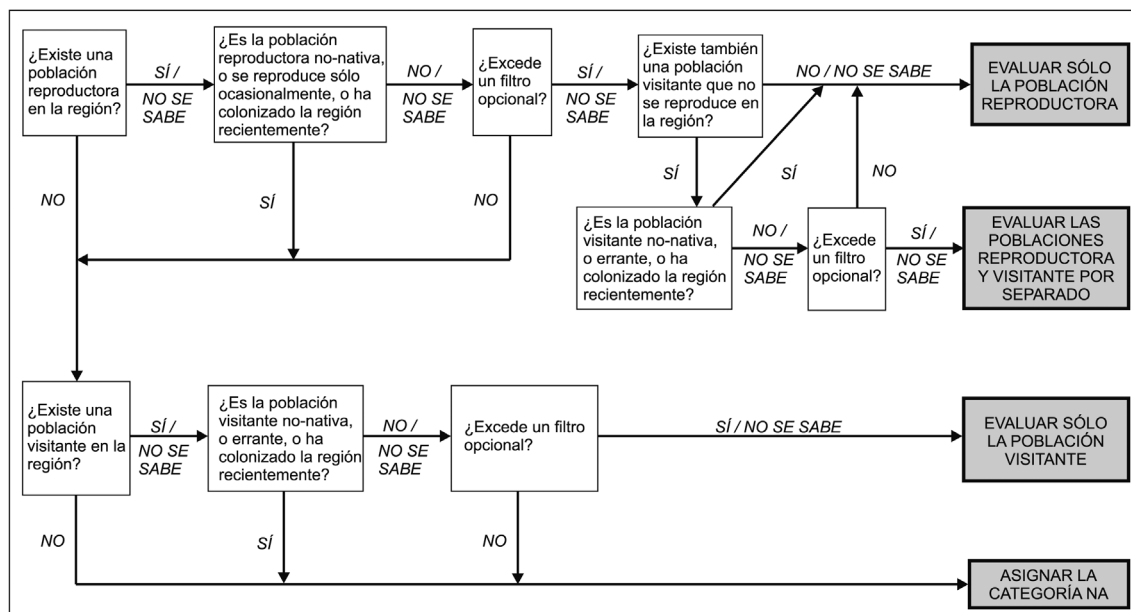 ¿Existe una
población
reproductora
en la región?
SÍ /
NO SE
SABE
¿Es la población
reproductora no-nativa,
o se reproduce sólo
ocasionalmente, o ha
colonizado la región
recientemente?
NO /
NO SE
SABE
¿Excede
un filtro
opcional?
SÍ /
NO SE
SABE
¿Existe también
una población
visitante que no
se reproduce en
la región?
NO / NO SE SABE
EVALUAR SÓLO
LA POBLACIÓN
REPRODUCTORA
NO
SÍ
NO
SÍ
SÍ
NO
¿Es la población
visitante no-nativa,
o errante, o ha
colonizado la región
recientemente?
NO /
NO SE
SABE
¿Excede
un filtro
opcional?
SÍ /
NO SE
SABE
EVALUAR LAS
POBLACIONES
REPRODUCTORA
Y VISITANTE POR
SEPARADO
¿Existe una
población
visitante en la
región?
SÍ /
NO SE
SABE
¿Es la población
visitante no-nativa,
o errante, o ha
colonizado la región
recientemente?
NO /
NO SE
SABE
¿Excede un filtro
opcional?
SÍ / NO SE SABE
EVALUAR SÓLO
LA POBLACIÓN
VISITANTE
NO
SÍ
NO
ASIGNAR LA
CATEGORÍA NA